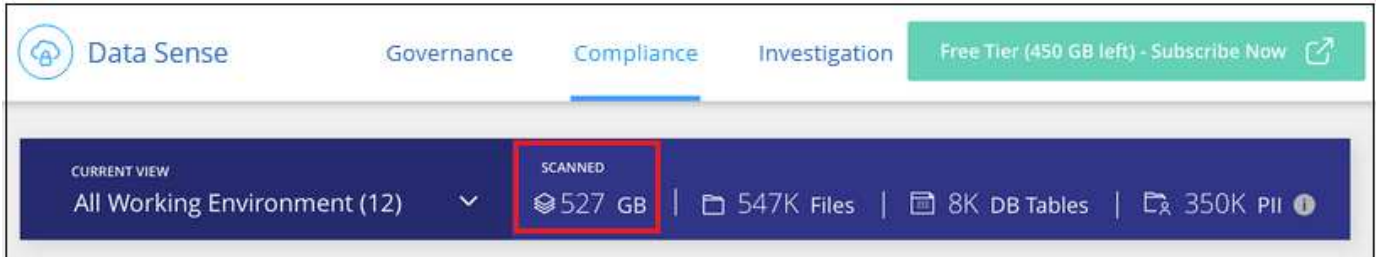 Data Sense Governance Compliance Investigation Free Tier (450 GB left) - Subscribe Now
CURRENT VIEW SCANNED
All Working Environment (12) 527 GB | 547K Files | 8K DB Tables | 350K PII